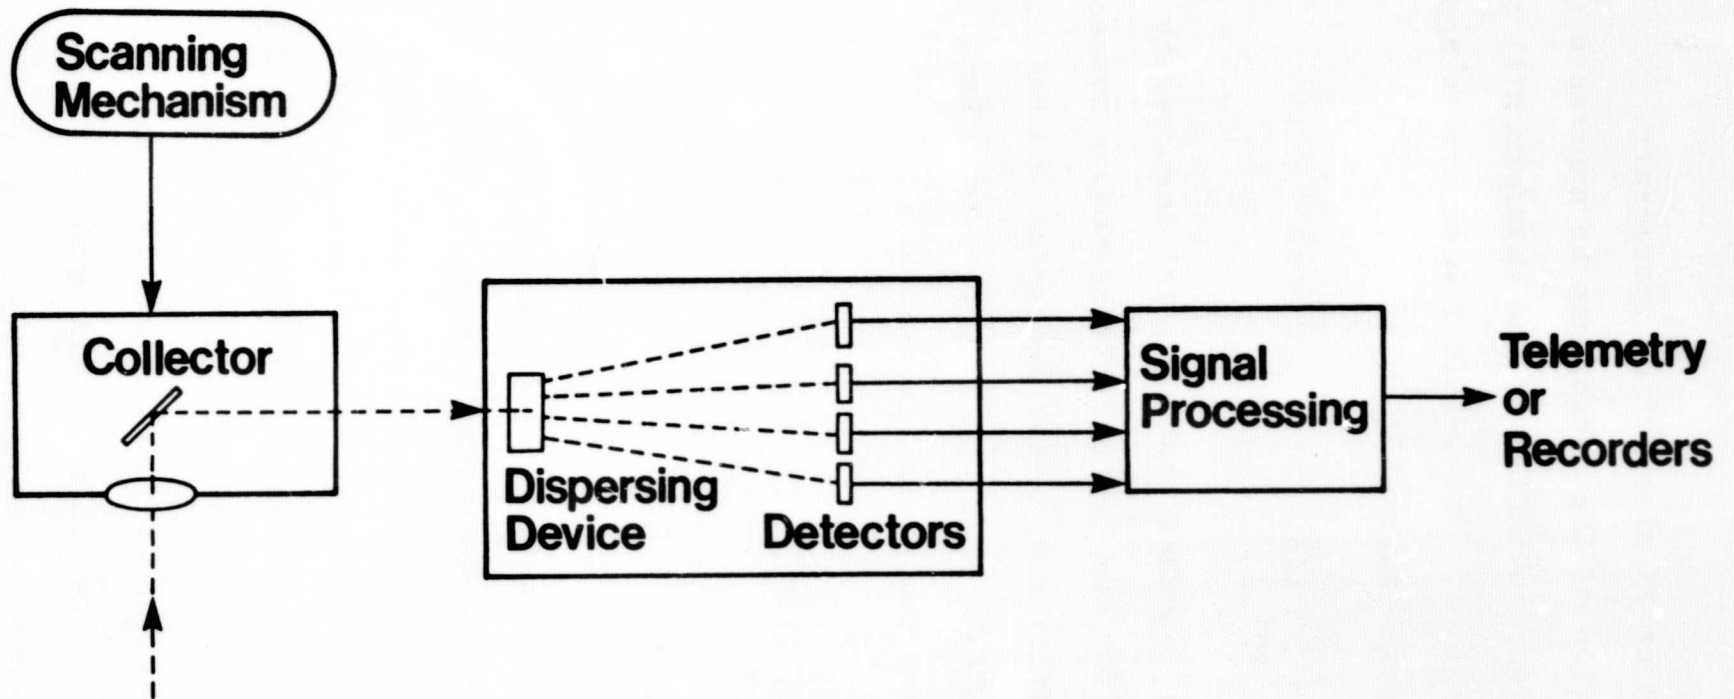 Scanning
Mechanism
Collector
Dispersing
Device
Detectors
Signal
Processing
Telemetry
or
Recorders